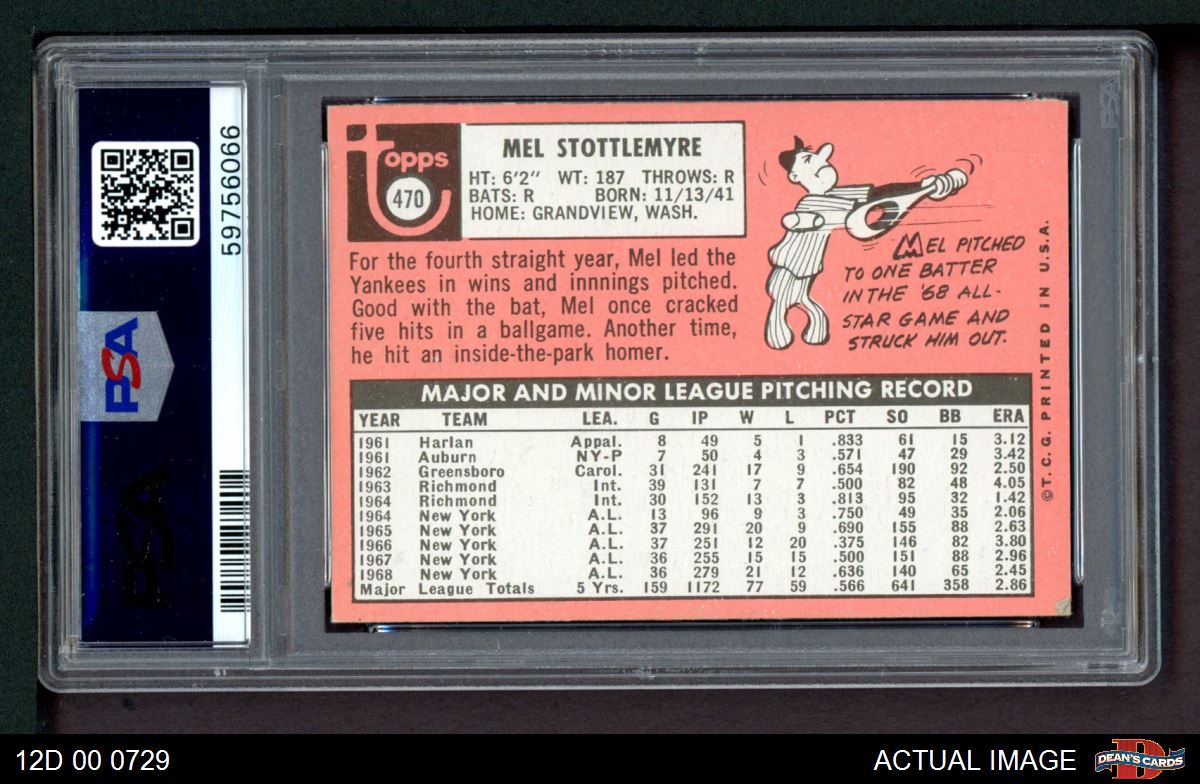 59756066
PSA
PSA
PSA
topps
470
MEL STOTTLEMYRE
HT: 6'2" WT: 187 THROWS: R
BATS: R BORN: 11/13/41
HOME: GRANDVIEW, WASH.
For the fourth straight year, Mel led the
Yankees in wins and innnings pitched.
Good with the bat, Mel once cracked
five hits in a ballgame. Another time,
he hit an inside-the-park homer.
MEL PITCHED
TO ONE BATTER
IN THE '68 ALL-
STAR GAME AND
STRUCK HIM OUT.
©T.C.G. PRINTED IN U.S.A.
MAJOR AND MINOR LEAGUE PITCHING RECORD
YEAR TEAM LEA. G IP W L PCT SO BB ERA
1961 Harlan Appal. 8 49 5 1 .833 61 15 3.12
1961 Auburn NY-P 7 50 4 3 .571 47 29 3.42
1962 Greensboro Carol. 31 241 17 9 .654 190 92 2.50
1963 Richmond Int. 39 131 7 7 .500 82 48 4.05
1964 Richmond Int. 30 152 13 3 .813 95 32 1.42
1964 New York A.L. 13 96 9 3 .750 49 35 2.06
1965 New York A.L. 37 291 20 9 .690 155 88 2.63
1966 New York A.L. 37 251 12 20 .375 146 82 3.80
1967 New York A.L. 36 255 15 15 .500 151 88 2.96
1968 New York A.L. 36 279 21 12 .636 140 65 2.45
Major League Totals 5 Yrs. 159 1172 77 59 .566 641 358 2.86
12D 00 0729
ACTUAL IMAGE
D
DEAN'S CARDS